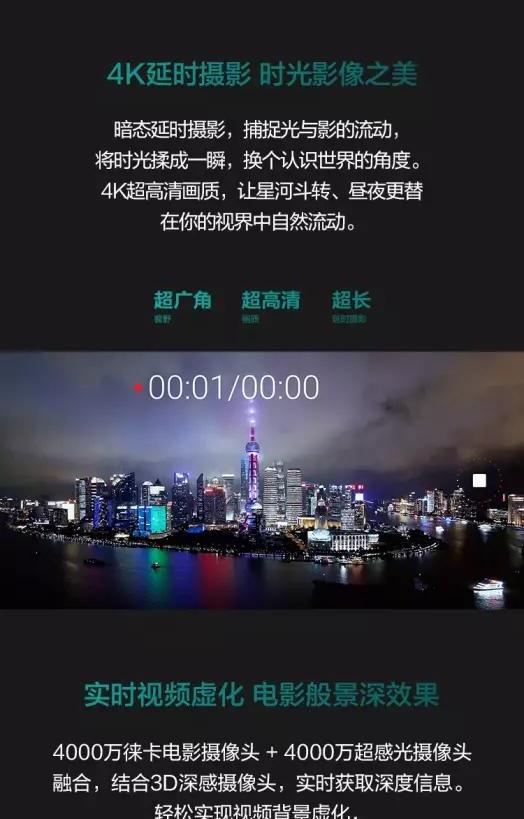 4K延时摄影 时光影像之美
暗态延时摄影，捕捉光与影的流动，
将时光揉成一瞬，换个认识世界的角度。
4K超高清画质，让星河斗转、昼夜更替
在你的视界中自然流动。
超广角 超高清 超长
视野 画质 延时摄影
00:01/00:00
实时视频虚化 电影般景深效果
4000万徕卡电影摄像头 + 4000万超感光摄像头
融合，结合3D深感摄像头，实时获取深度信息。
轻松实现视频背景虚化，